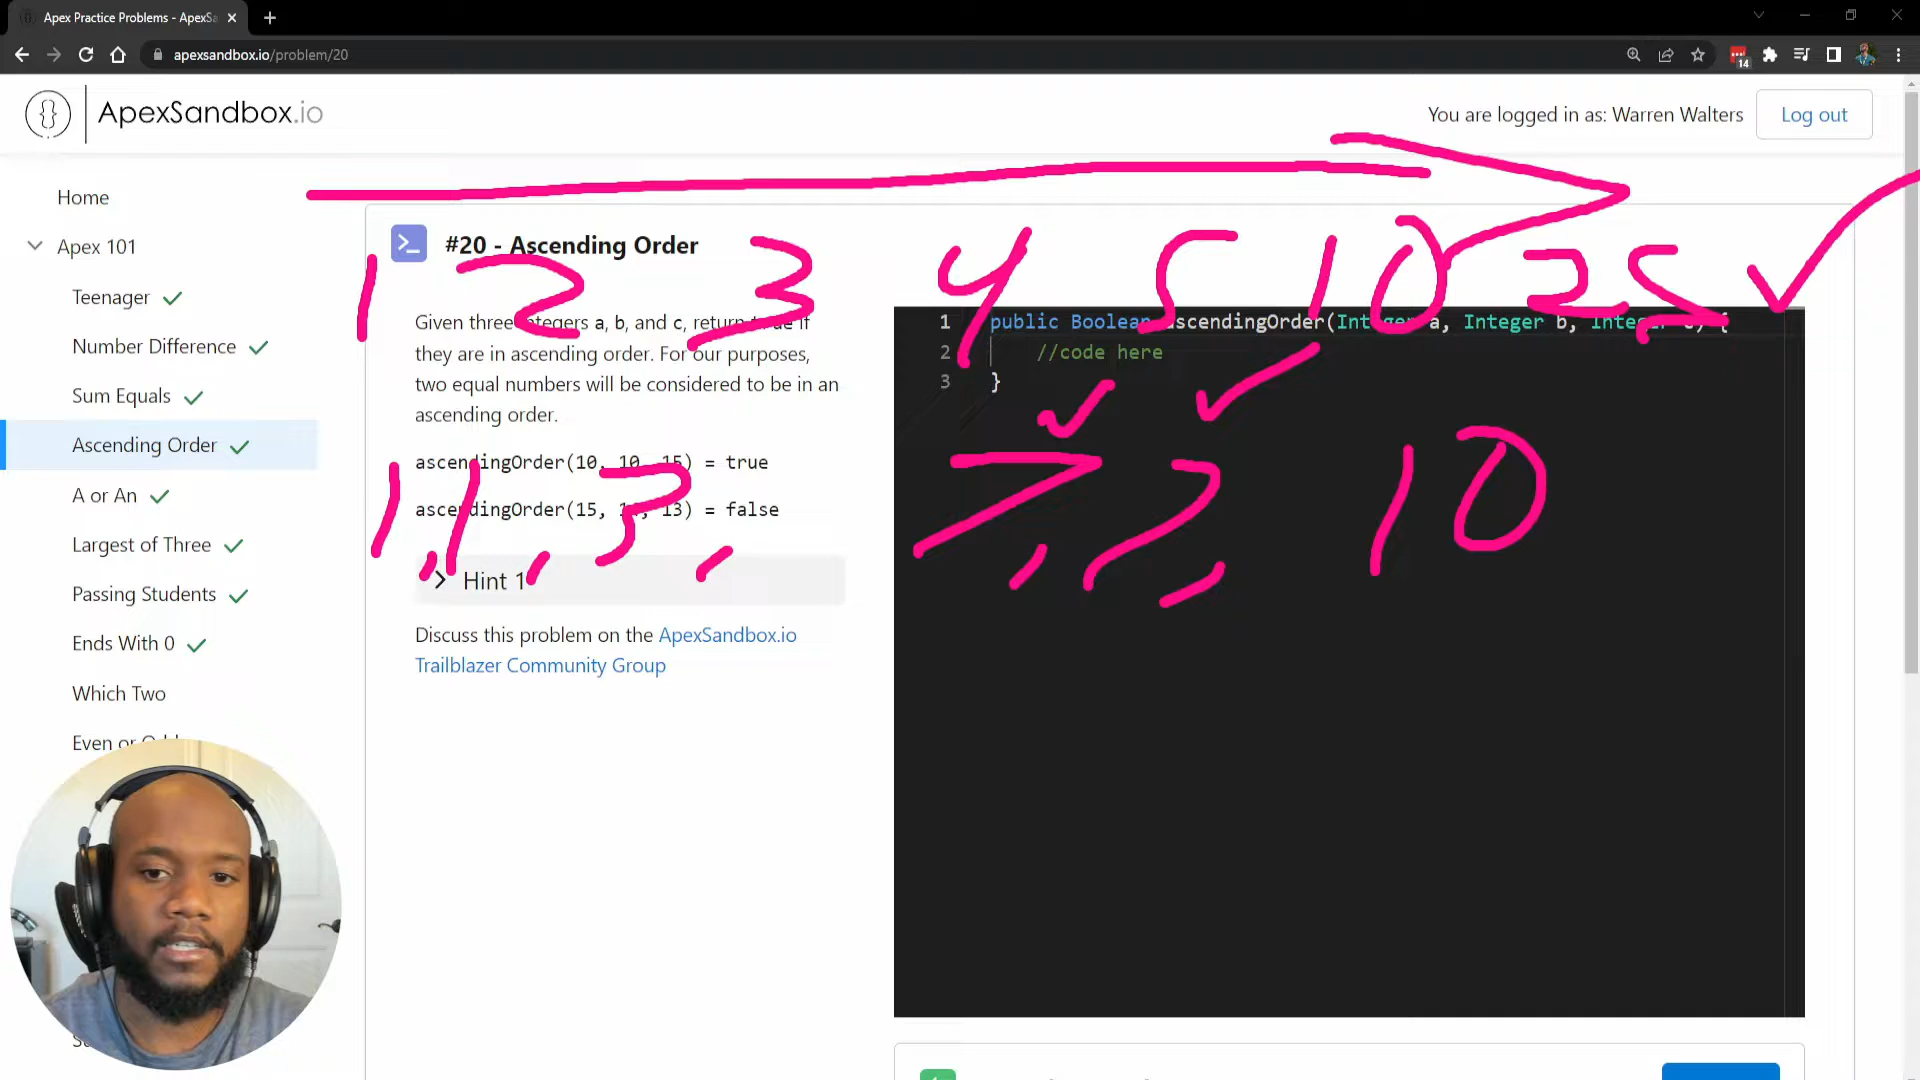 Apex Practice Problems - ApexSa
apexsandbox.io/problem/20
14
{} ApexSandbox.io
You are logged in as: Warren Walters
Log out
Home
Apex 101
Teenager
Number Difference
Sum Equals
Ascending Order
A or An
Largest of Three
Passing Students
Ends With 0
Which Two
Even or Odd
#20 - Ascending Order
1 2 3 4 5 10 25
Given three integers a, b, and c, return true if
they are in ascending order. For our purposes,
two equal numbers will be considered to be in an
ascending order.
ascendingOrder(10, 10, 15) = true
ascendingOrder(15, 14, 13) = false
1, 1, 3,
Hint 1
Discuss this problem on the ApexSandbox.io
Trailblazer Community Group
1 public Boolean ascendingOrder(Integer a, Integer b, Integer c) {
2 //code here
3 }
7, 7, 10